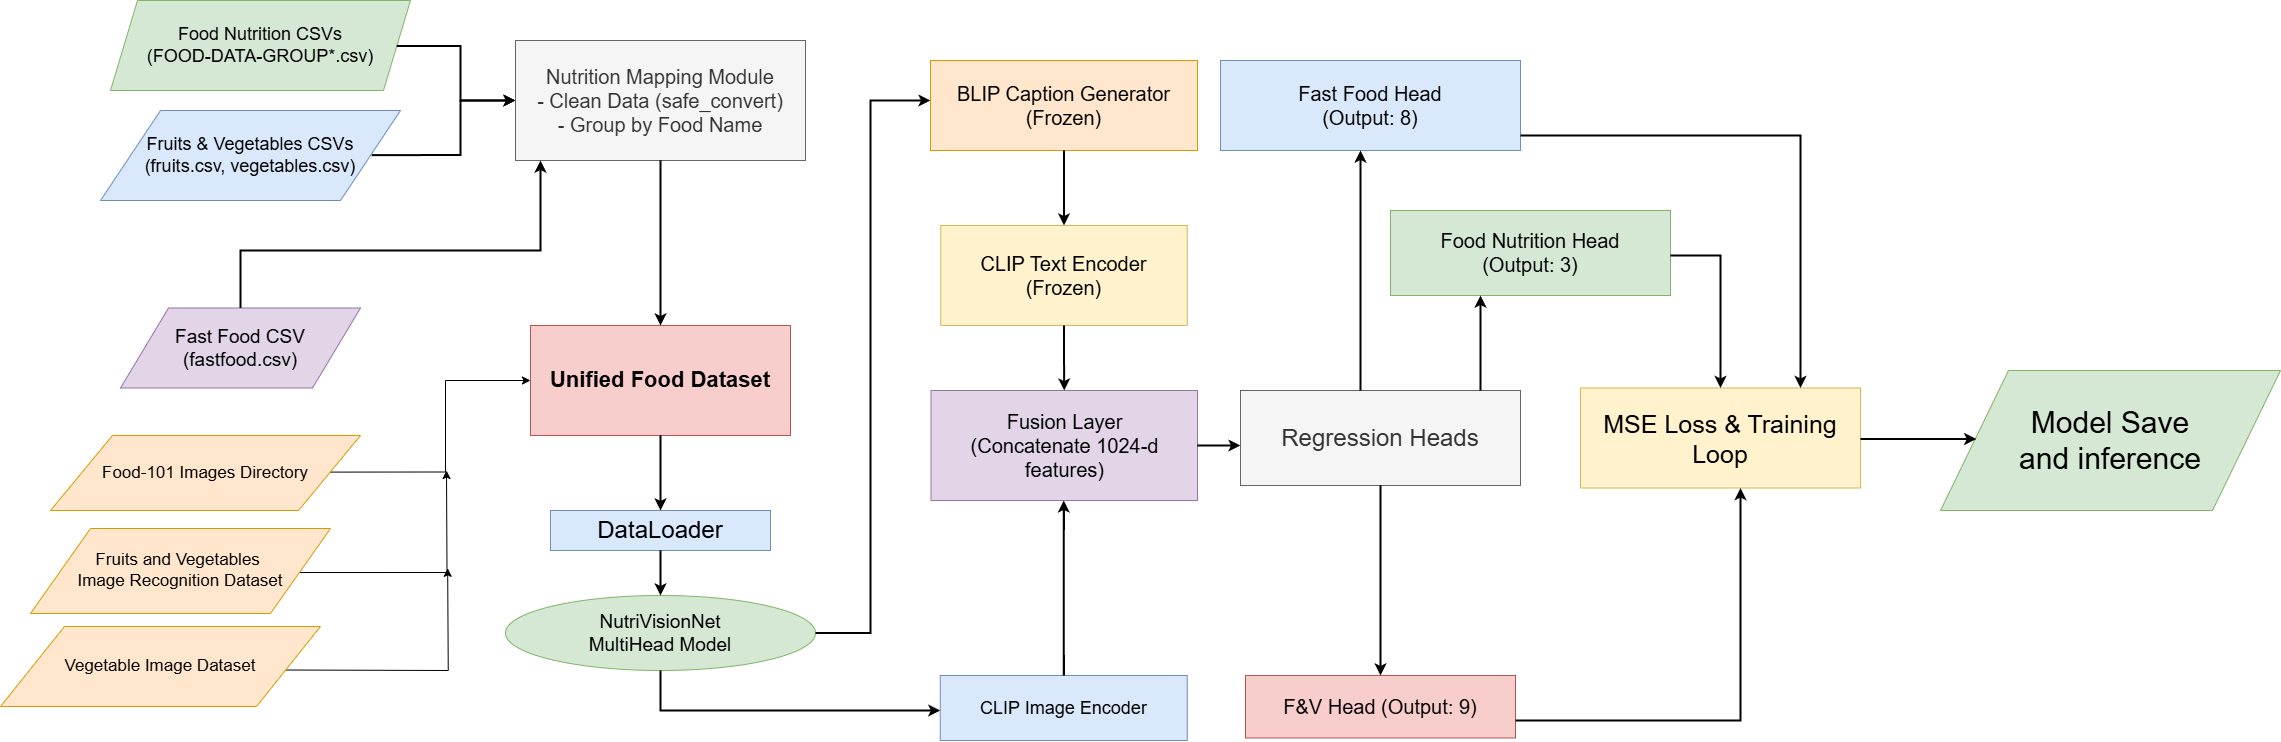 Food Nutrition CSVs
(FOOD-DATA-GROUP*.csv)
Fruits & Vegetables CSVs
(fruits.csv, vegetables.csv)
Fast Food CSV
(fastfood.csv)
Food-101 Images Directory
Fruits and Vegetables
Image Recognition Dataset
Vegetable Image Dataset
Nutrition Mapping Module
- Clean Data (safe_convert)
- Group by Food Name
Unified Food Dataset
DataLoader
NutriVisionNet
MultiHead Model
BLIP Caption Generator
(Frozen)
CLIP Text Encoder
(Frozen)
Fusion Layer
(Concatenate 1024-d
features)
CLIP Image Encoder
Fast Food Head
(Output: 8)
Food Nutrition Head
(Output: 3)
Regression Heads
F&V Head (Output: 9)
MSE Loss & Training
Loop
Model Save
and inference